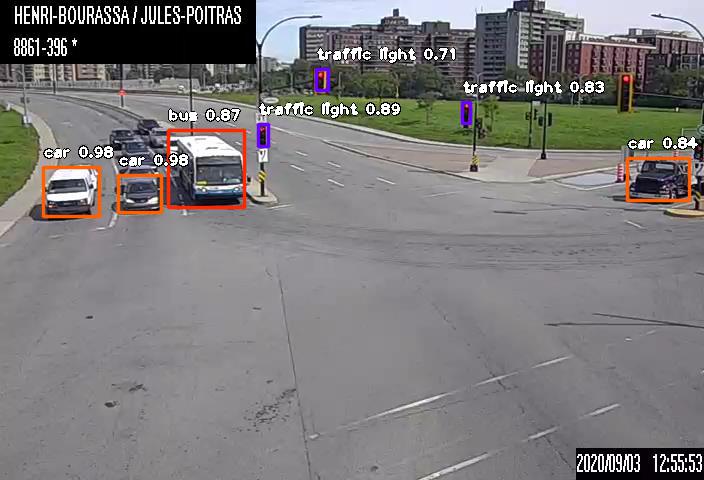 HENRI-BOURASSA / JULES-POITRAS
8861-396 *
traffic light 0.71
traffic light 0.83
bus 0.87
traffic light 0.89
car 0.98
car 0.98
car 0.84
2020/09/03 12:55:53